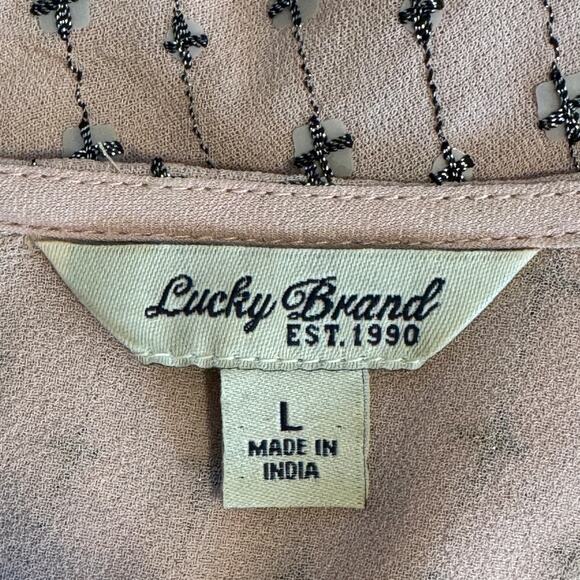 Lucky Brand
EST. 1990
L
MADE IN
INDIA